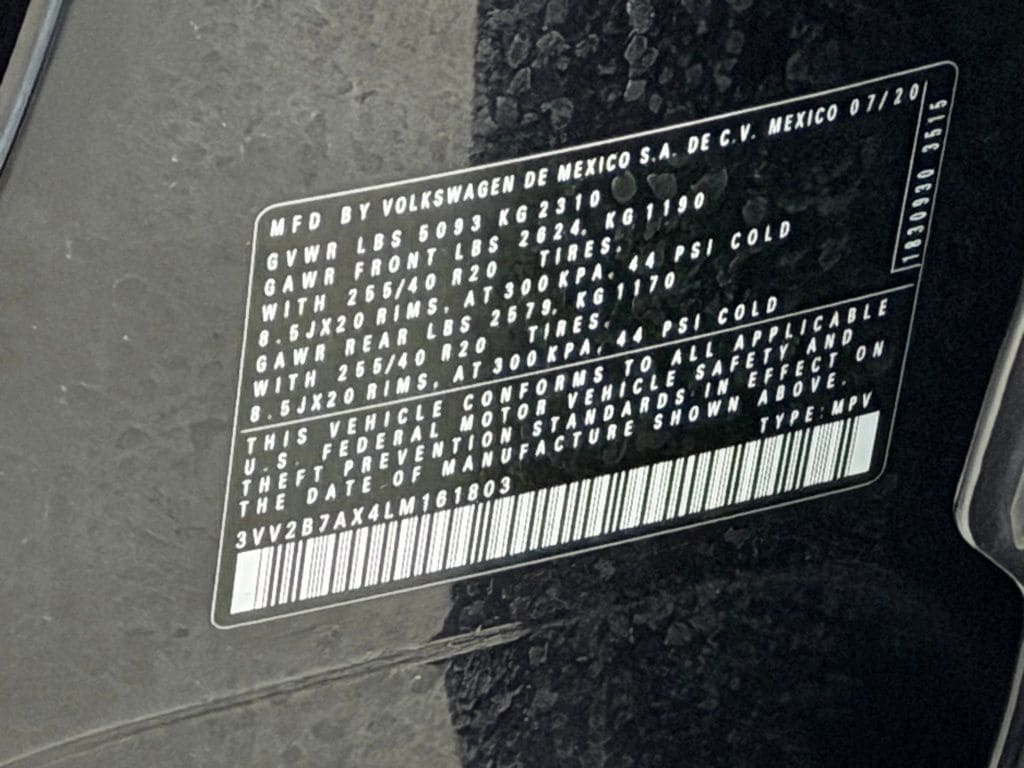 MFD BY VOLKSWAGEN DE MEXICO S.A. DE C.V. MEXICO 07/20
GVWR LBS 5093 KG 2310
GAWR FRONT LBS 2624, KG 1190
WITH 255/40 R20 TIRES,
8.5JX20 RIMS, AT 300 KPA, 44 PSI COLD
GAWR REAR LBS 2579, KG 1170
WITH 255/40 R20 TIRES,
8.5JX20 RIMS, AT 300 KPA, 44 PSI COLD
THIS VEHICLE CONFORMS TO ALL APPLICABLE
U.S. FEDERAL MOTOR VEHICLE SAFETY AND
THEFT PREVENTION STANDARDS IN EFFECT ON
THE DATE OF MANUFACTURE SHOWN ABOVE.
3VV2B7AX4LM161803 TYPE: MPV
1830930 3515